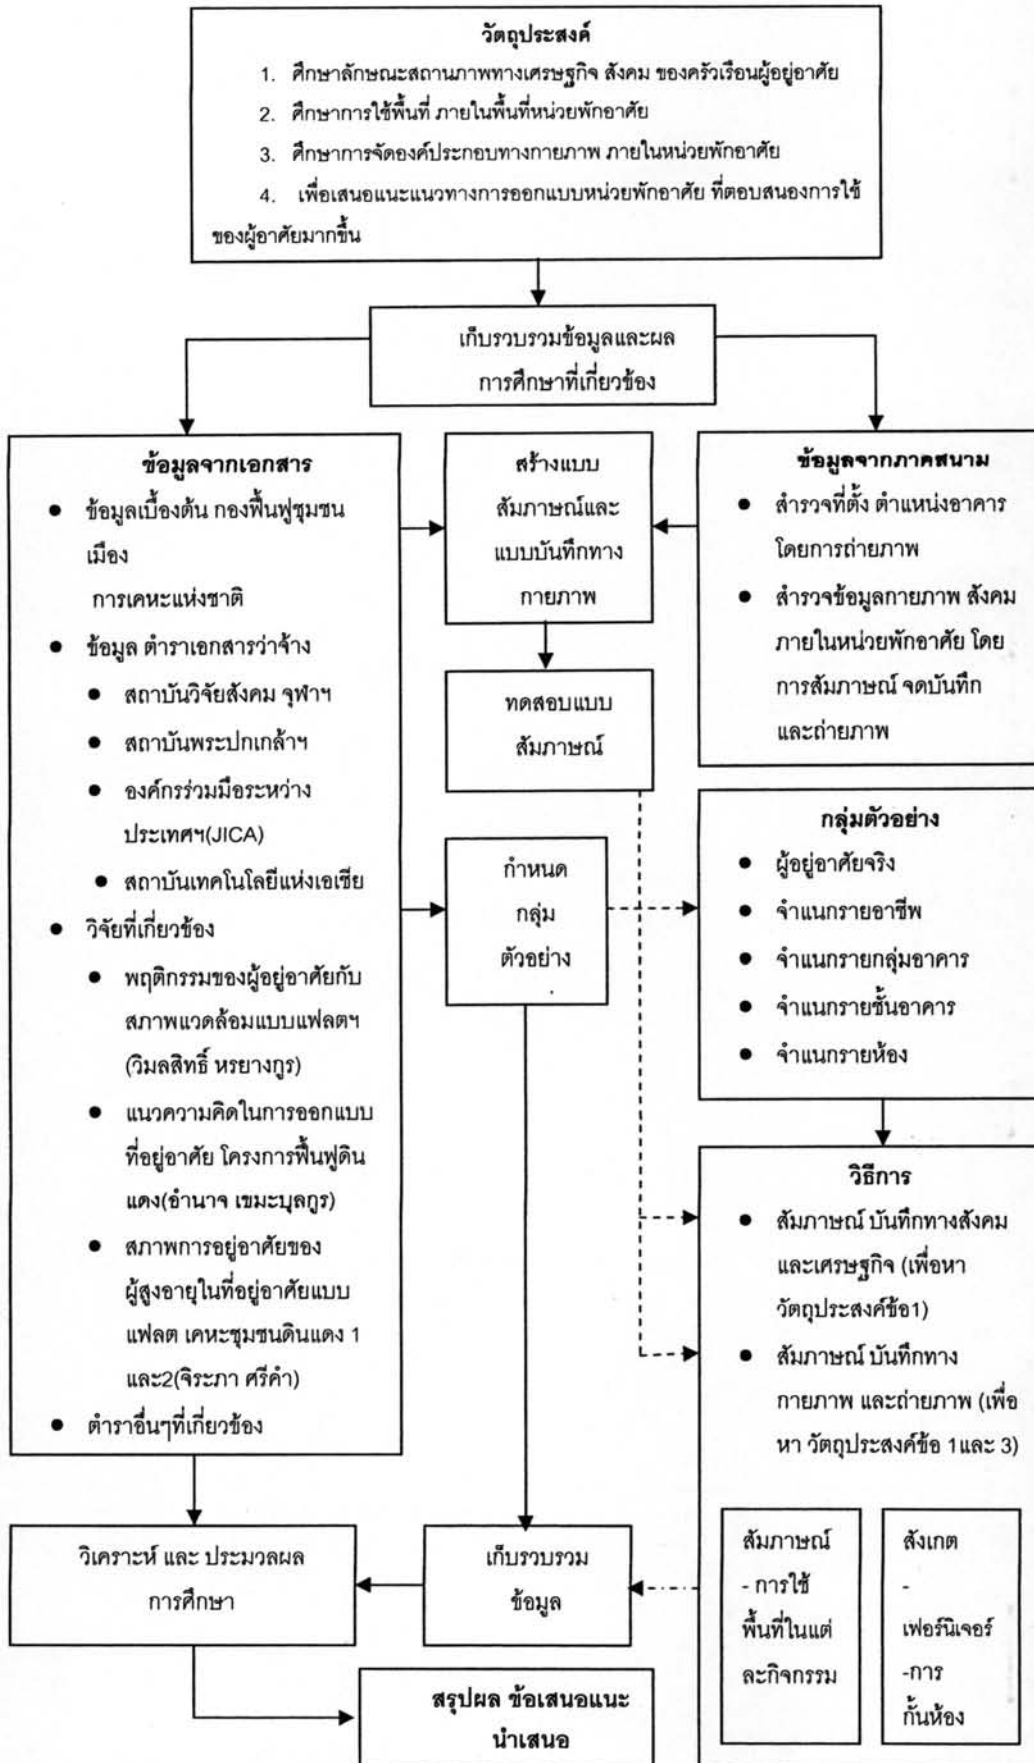 วัตถุประสงค์
1. ศึกษาลักษณะสถานภาพทางเศรษฐกิจ สังคม ของครัวเรือนผู้อยู่อาศัย
2. ศึกษาการใช้พื้นที่ ภายในพื้นที่หน่วยพักอาศัย
3. ศึกษาการจัดองค์ประกอบทางกายภาพ ภายในหน่วยพักอาศัย
4. เพื่อเสนอแนะแนวทางการออกแบบหน่วยพักอาศัย ที่ตอบสนองการใช้
ของผู้อาศัยมากขึ้น
เก็บรวบรวมข้อมูลและผล
การศึกษาที่เกี่ยวข้อง
ข้อมูลจากเอกสาร
● ข้อมูลเบื้องต้น กองฟื้นฟูชุมชน
เมือง
การเคหะแห่งชาติ
● ข้อมูล ตำราเอกสารว่าจ้าง
● สถาบันวิจัยสังคม จุฬาฯ
● สถาบันพระปกเกล้าฯ
● องค์กรร่วมมือระหว่าง
ประเทศฯ(JICA)
● สถาบันเทคโนโลยีแห่งเอเชีย
● วิจัยที่เกี่ยวข้อง
● พฤติกรรมของผู้อยู่อาศัยกับ
สภาพแวดล้อมแบบแฟลตฯ
(วิมลสิทธิ์ หรยางกูร)
● แนวความคิดในการออกแบบ
ที่อยู่อาศัย โครงการฟื้นฟูดิน
แดง(อำนาจ เขมะบุลกูร)
● สภาพการอยู่อาศัยของ
ผู้สูงอายุในที่อยู่อาศัยแบบ
แฟลต เคหะชุมชนดินแดง 1
และ2(จิระภา ศรีคำ)
● ตำราอื่นๆที่เกี่ยวข้อง
สร้างแบบ
สัมภาษณ์และ
แบบบันทึกทาง
กายภาพ
ทดสอบแบบ
สัมภาษณ์
กำหนด
กลุ่ม
ตัวอย่าง
ข้อมูลจากภาคสนาม
● สำรวจที่ตั้ง ตำแหน่งอาคาร
โดยการถ่ายภาพ
● สำรวจข้อมูลกายภาพ สังคม
ภายในหน่วยพักอาศัย โดย
การสัมภาษณ์ จดบันทึก
และถ่ายภาพ
กลุ่มตัวอย่าง
● ผู้อยู่อาศัยจริง
● จำแนกรายอาชีพ
● จำแนกรายกลุ่มอาคาร
● จำแนกรายชั้นอาคาร
● จำแนกรายห้อง
วิธีการ
● สัมภาษณ์ บันทึกทางสังคม
และเศรษฐกิจ (เพื่อหา
วัตถุประสงค์ข้อ1)
● สัมภาษณ์ บันทึกทาง
กายภาพ และถ่ายภาพ (เพื่อ
หา วัตถุประสงค์ข้อ 1และ 3)
สัมภาษณ์
- การใช้
พื้นที่ในแต่
ละกิจกรรม
สังเกต
-
เฟอร์นิเจอร์
-การ
กั้นห้อง
เก็บรวบรวม
ข้อมูล
วิเคราะห์ และ ประมวลผล
การศึกษา
สรุปผล ข้อเสนอแนะ
นำเสนอ